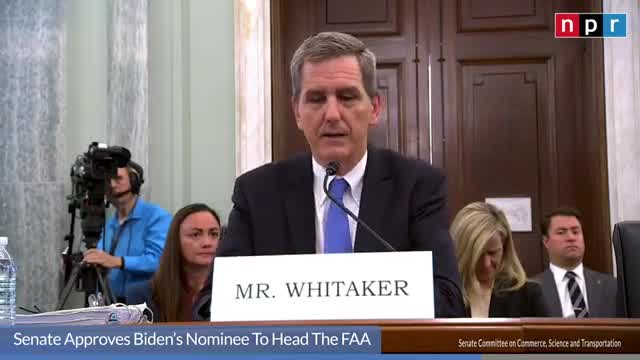 npr
MR. WHITAKER
Senate Approves Biden's Nominee To Head The FAA
Senate Committee on Commerce, Science and Transportation